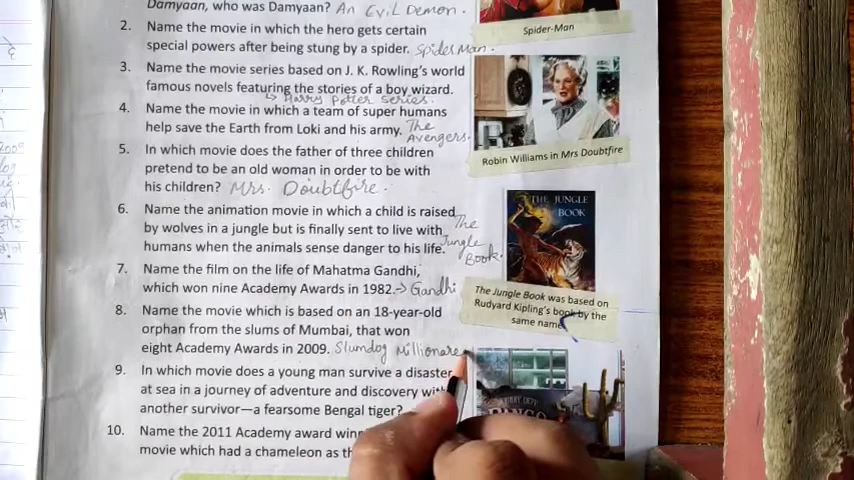 Damyaan, who was Damyaan? An Evil Demon.
2. Name the movie in which the hero gets certain
special powers after being stung by a spider. Spider Man.
3. Name the movie series based on J. K. Rowling's world
famous novels featuring the stories of a boy wizard.
↳ Harry Potter Series.
4. Name the movie in which a team of super humans
help save the Earth from Loki and his army. The
Avengers.
5. In which movie does the father of three children
pretend to be an old woman in order to be with
his children? Mrs. Doubtfire.
6. Name the animation movie in which a child is raised
by wolves in a jungle but is finally sent to live with The
humans when the animals sense danger to his life. Jungle
Book.
7. Name the film on the life of Mahatma Gandhi,
which won nine Academy Awards in 1982. → Gandhi
8. Name the movie which is based on an 18-year-old
orphan from the slums of Mumbai, that won
eight Academy Awards in 2009. Slumdog Millionare
9. In which movie does a young man survive a disaster
at sea in a journey of adventure and discovery with
another survivor—a fearsome Bengal tiger?
10. Name the 2011 Academy award
movie which had a chameleon as
Spider-Man
Robin Williams in Mrs Doubtfire
THE JUNGLE
BOOK
The Jungle Book was based on
Rudyard Kipling's book by the
same name